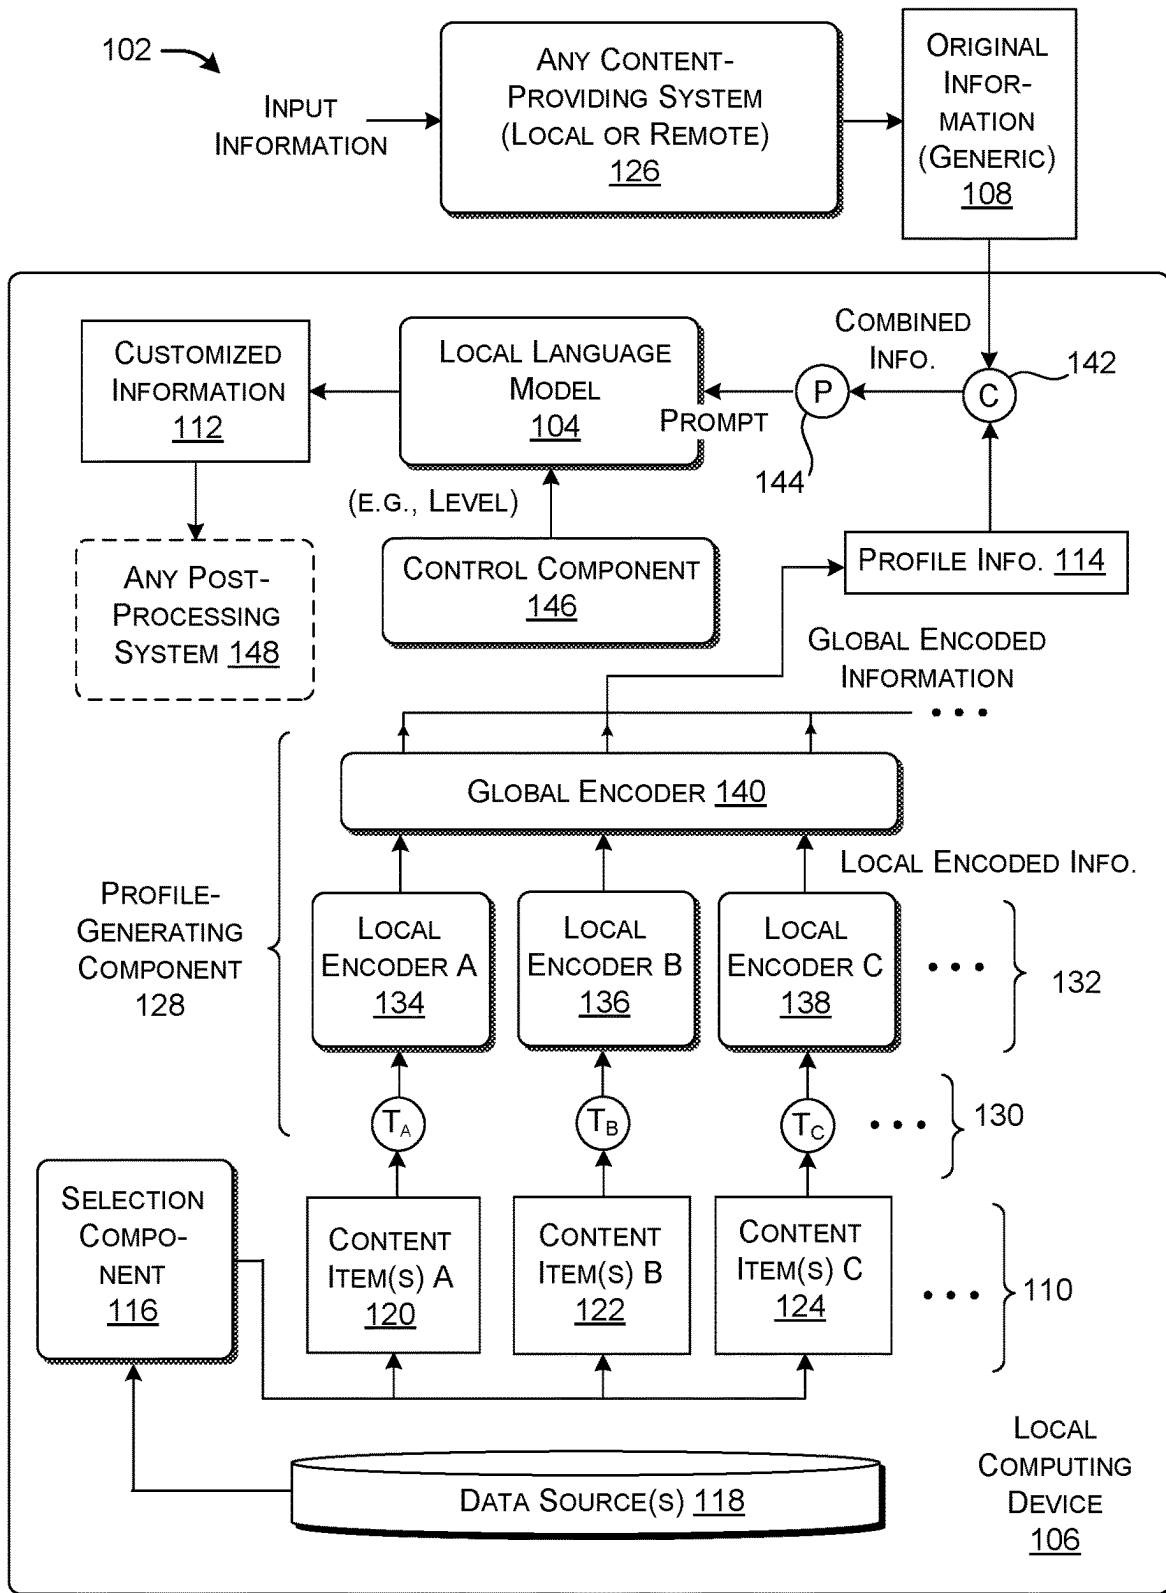 102
INPUT
INFORMATION
ANY CONTENT-
PROVIDING SYSTEM
(LOCAL OR REMOTE)
126
ORIGINAL
INFOR-
MATION
(GENERIC)
108
CUSTOMIZED
INFORMATION
112
LOCAL LANGUAGE
MODEL
104
COMBINED
INFO.
P
C
142
PROMPT
144
(E.G., LEVEL)
CONTROL COMPONENT
146
PROFILE INFO. 114
ANY POST-
PROCESSING
SYSTEM 148
GLOBAL ENCODED
INFORMATION
• • •
GLOBAL ENCODER 140
LOCAL ENCODED INFO.
PROFILE-
GENERATING
COMPONENT
128
LOCAL
ENCODER A
134
LOCAL
ENCODER B
136
LOCAL
ENCODER C
138
• • •
132
TA
TB
TC
• • •
130
SELECTION
COMPO-
NENT
116
CONTENT
ITEM(S) A
120
CONTENT
ITEM(S) B
122
CONTENT
ITEM(S) C
124
• • •
110
DATA SOURCE(S) 118
LOCAL
COMPUTING
DEVICE
106